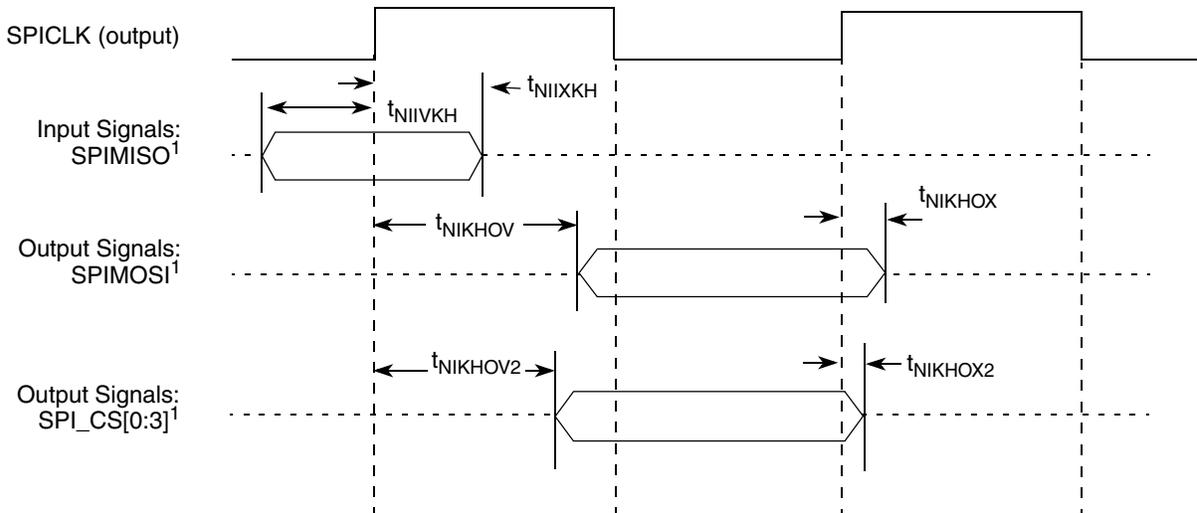 SPICLK (output)
tNIIXKH
tNIIVKH
Input Signals:
SPIMISO1
tNIKHOX
tNIKHOV
Output Signals:
SPIMOSI1
tNIKHOV2
tNIKHOX2
Output Signals:
SPI_CS[0:3]1